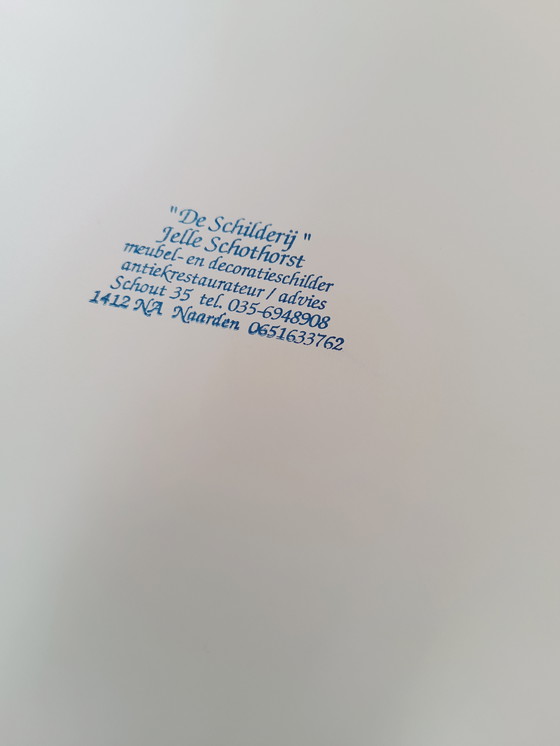 "De Schilderij"
Jelle Schothorst
meubel- en decoratieschilder
antiekrestaurateur / advies
Schout 35 tel. 035-6948908
1412 NA Naarden 0651633762